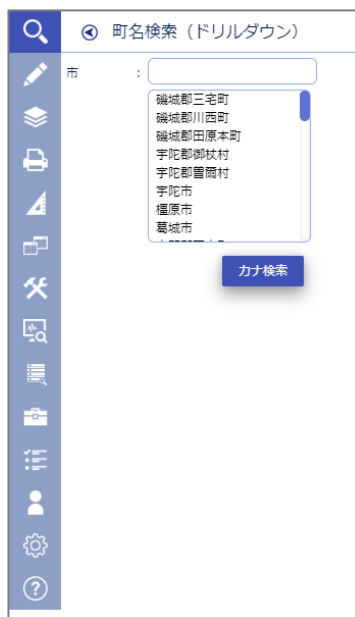 町名検索（ドリルダウン）
市 :
磯城郡三宅町
磯城郡川西町
磯城郡田原本町
宇陀郡御杖村
宇陀郡曽爾村
宇陀市
橿原市
葛城市
カナ検索